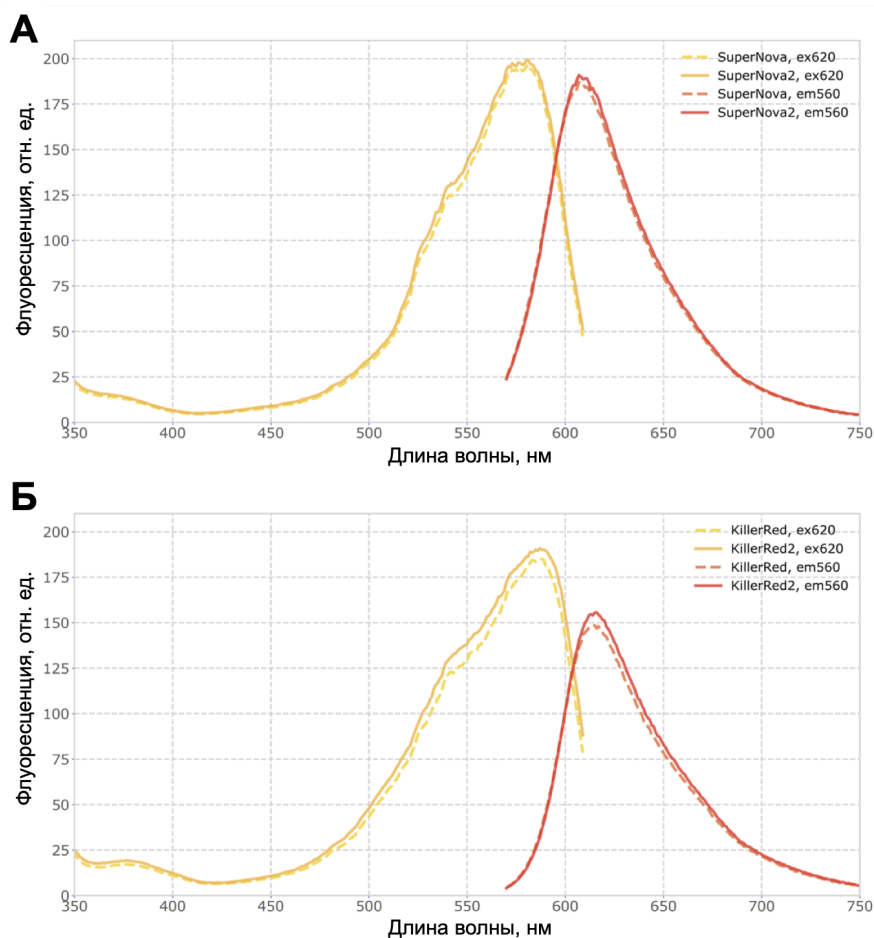 А
200
175
150
125
100
75
50
25
0
Флуоресценция, отн. ед.
SuperNova, ex620
SuperNova2, ex620
SuperNova, em560
SuperNova2, em560
350 400 450 500 550 600 650 700 750
Длина волны, нм
Б
200
175
150
125
100
75
50
25
0
Флуоресценция, отн. ед.
KillerRed, ex620
KillerRed2, ex620
KillerRed, em560
KillerRed2, em560
350 400 450 500 550 600 650 700 750
Длина волны, нм